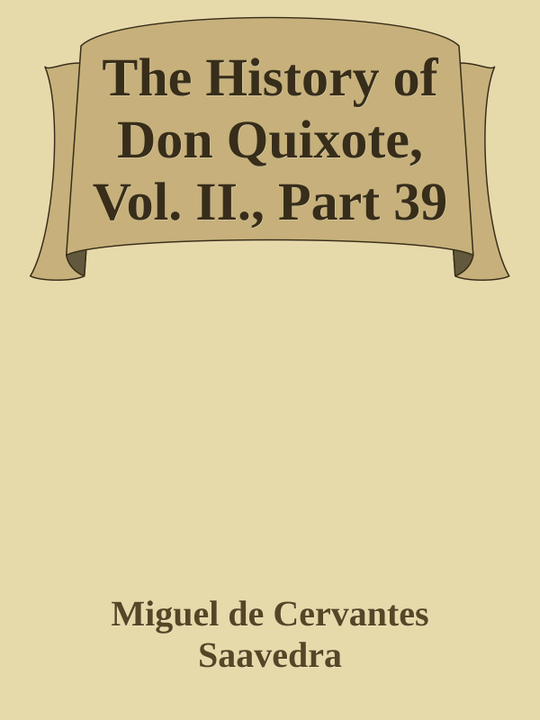 The History of
Don Quixote,
Vol. II., Part 39
Miguel de Cervantes
Saavedra